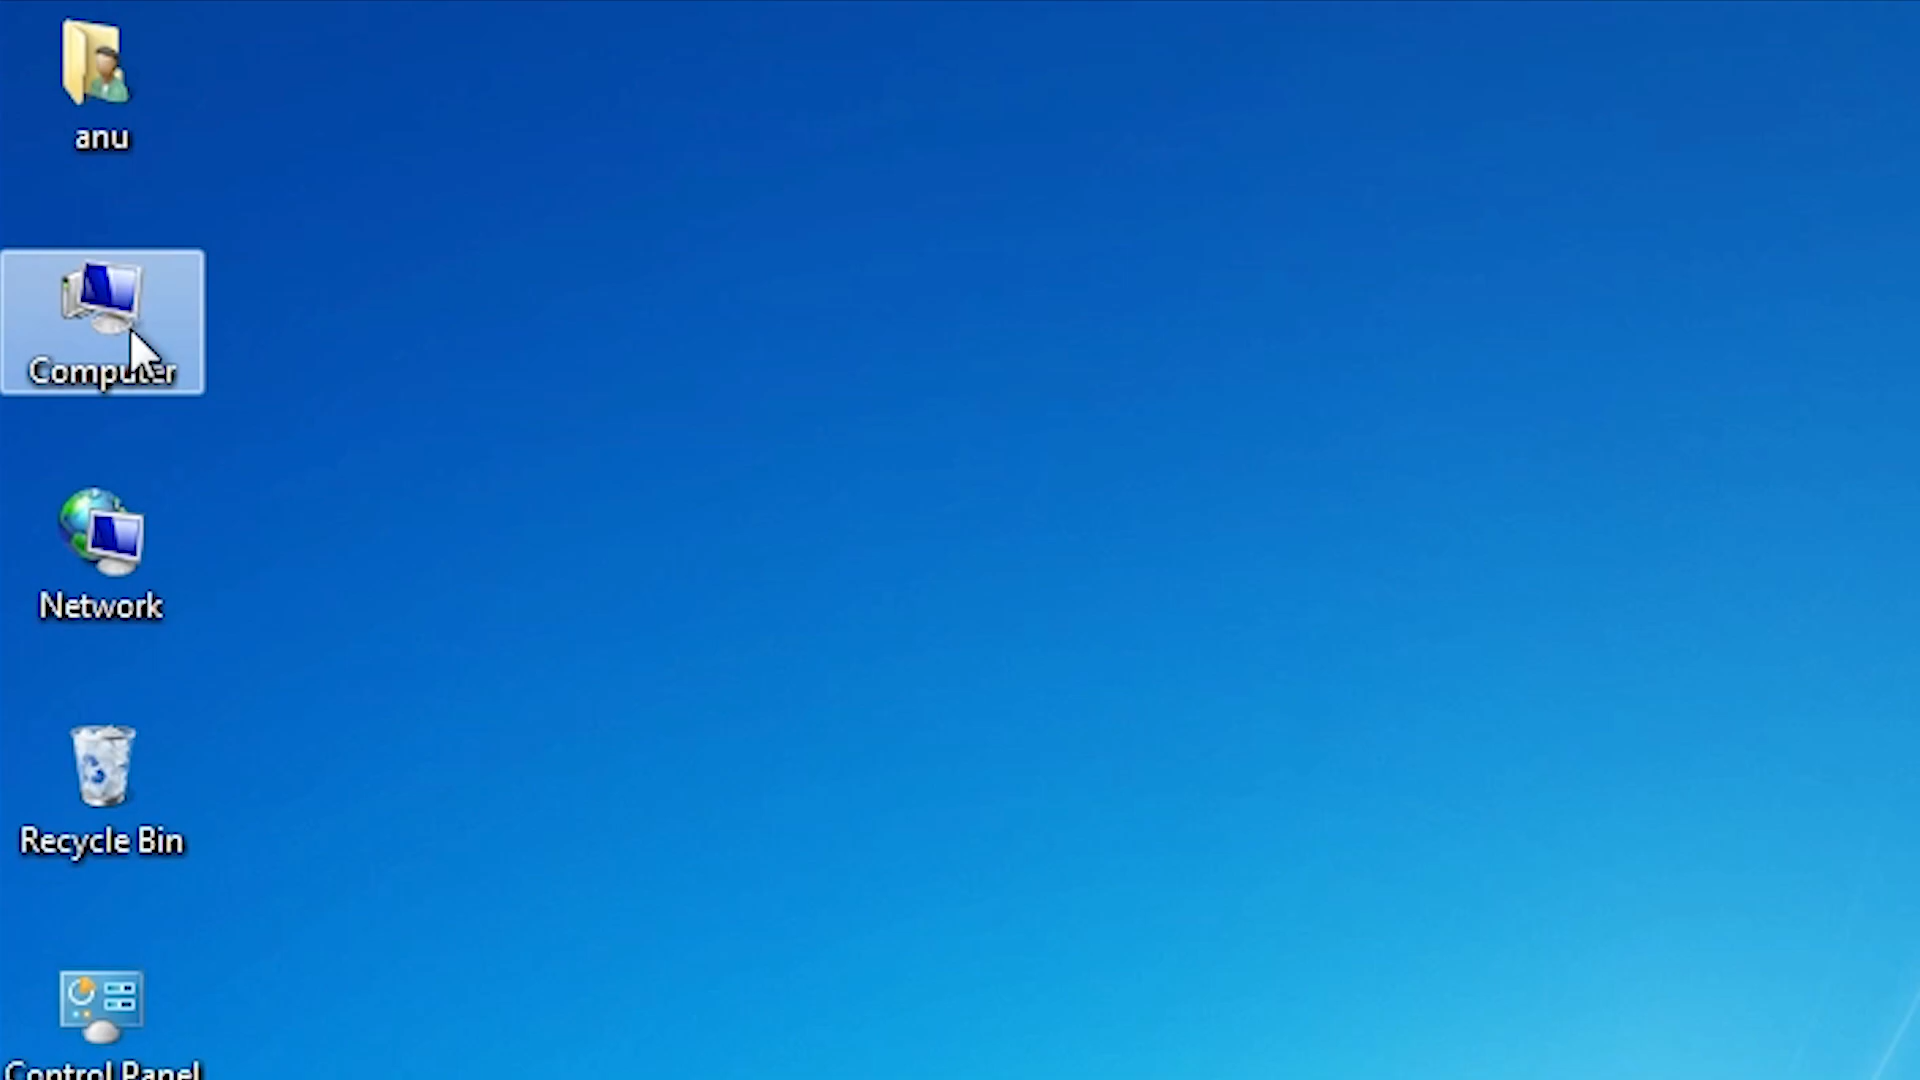 anu
Computer
Network
Recycle Bin
Control Panel